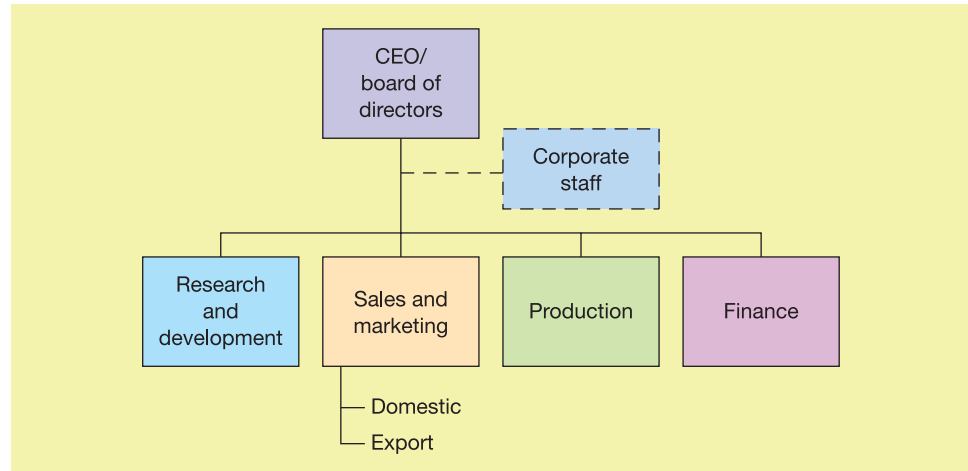 CEO/
board of
directors
Corporate
staff
Research
and
development
Sales and
marketing
Production
Finance
Domestic
Export